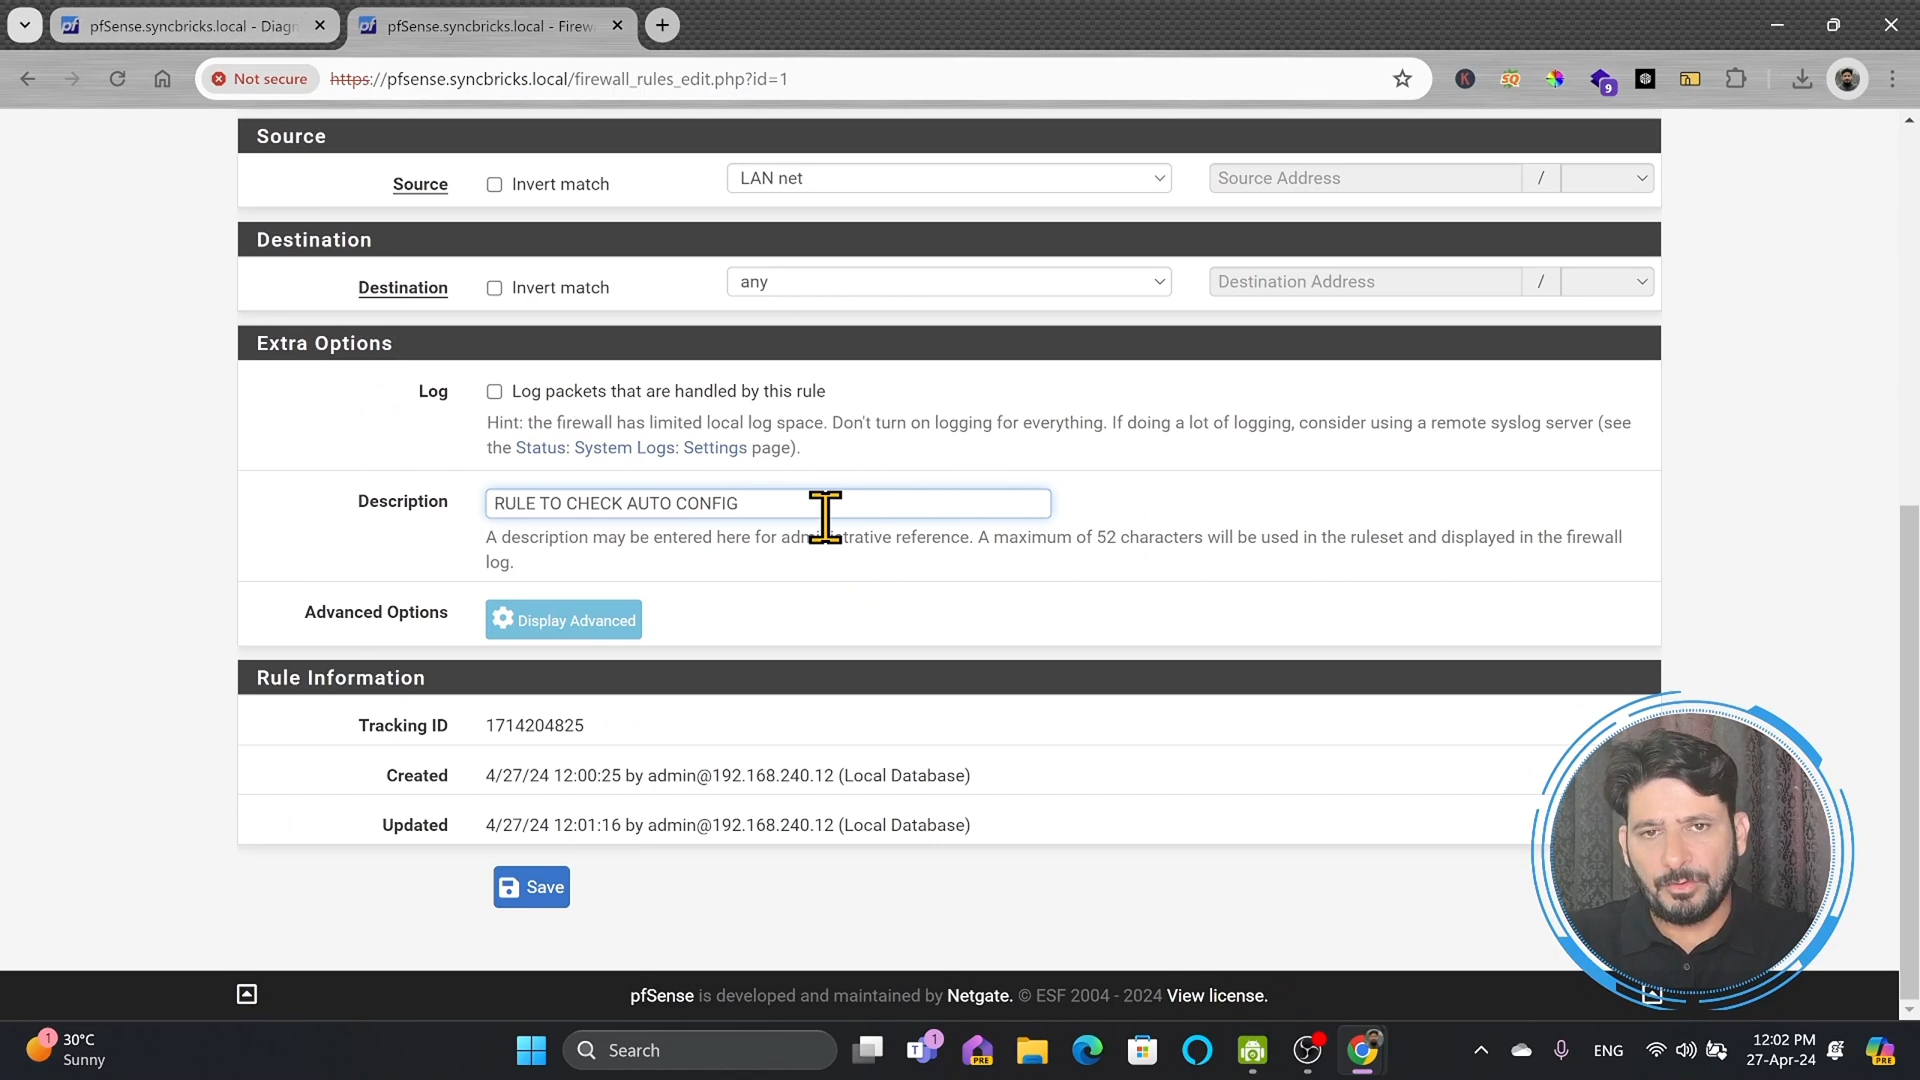 pfSense.syncbricks.local - Diagn
pfSense.syncbricks.local - Firew
Not secure
https://pfsense.syncbricks.local/firewall_rules_edit.php?id=1
K
SQ
9
Source
Source
Invert match
LAN net
Source Address
/
Destination
Destination
Invert match
any
Destination Address
/
Extra Options
Log
Log packets that are handled by this rule
Hint: the firewall has limited local log space. Don't turn on logging for everything. If doing a lot of logging, consider using a remote syslog server (see
the Status: System Logs: Settings page).
Description
RULE TO CHECK AUTO CONFIG
A description may be entered here for administrative reference. A maximum of 52 characters will be used in the ruleset and displayed in the firewall
log.
Advanced Options
Display Advanced
Rule Information
Tracking ID
1714204825
Created
4/27/24 12:00:25 by admin@192.168.240.12 (Local Database)
Updated
4/27/24 12:01:16 by admin@192.168.240.12 (Local Database)
Save
pfSense is developed and maintained by Netgate. © ESF 2004 - 2024 View license.
1
30°C
Sunny
Search
T
1
PRE
ENG
12:02 PM
27-Apr-24
PRE